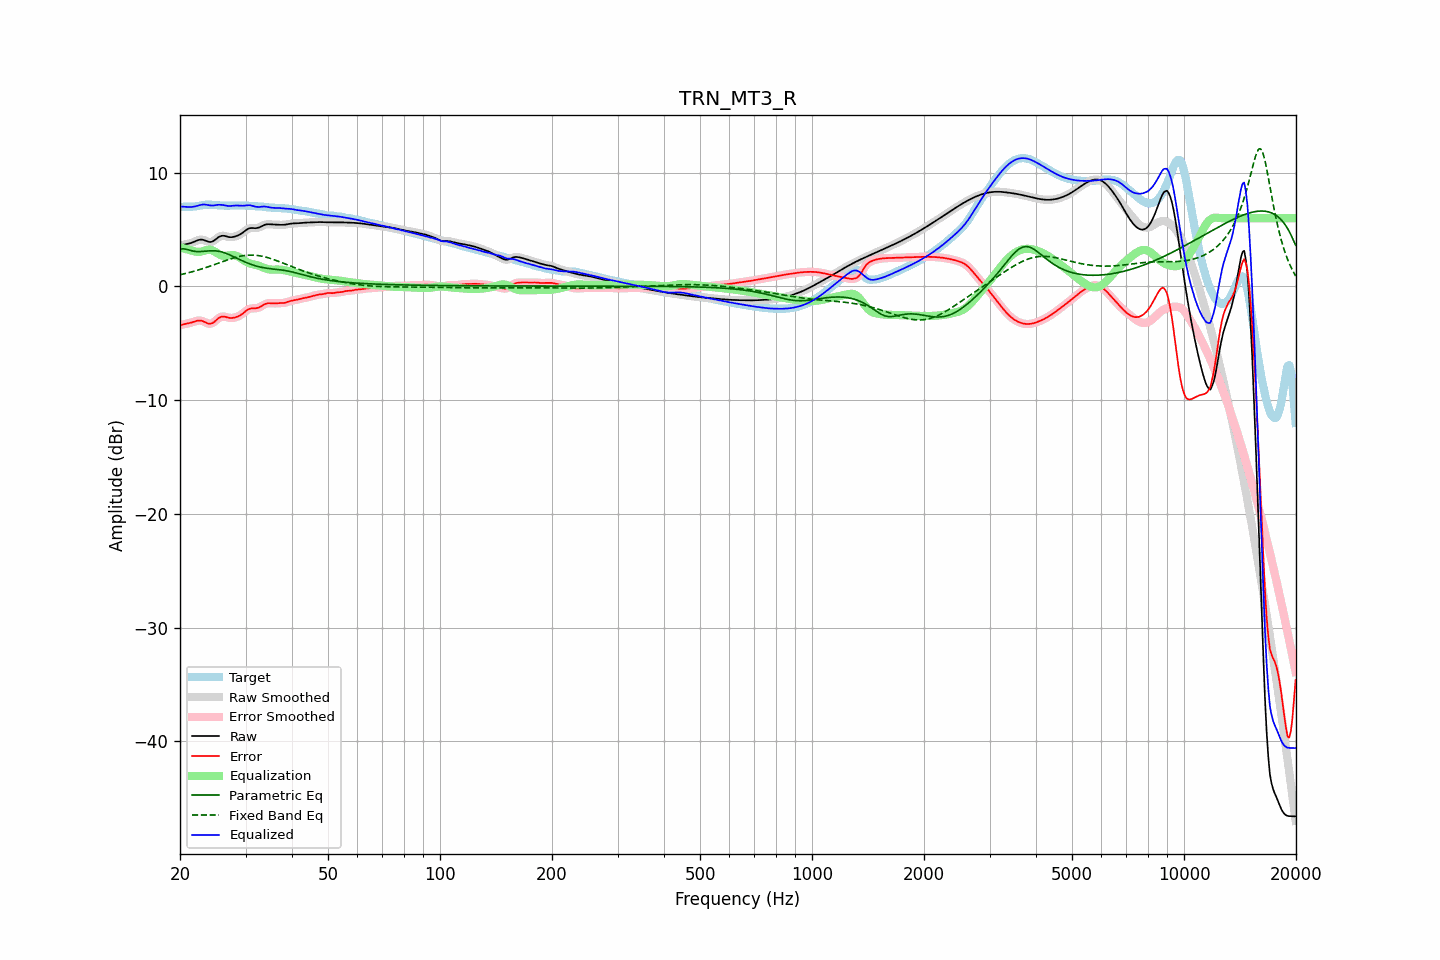 TRN_MT3_R
Amplitude (dBr)
10
0
−10
−20
−30
−40
Target
Raw Smoothed
Error Smoothed
Raw
Error
Equalization
Parametric Eq
Fixed Band Eq
Equalized
20 50 100 200 500 1000 2000 5000 10000 20000
Frequency (Hz)